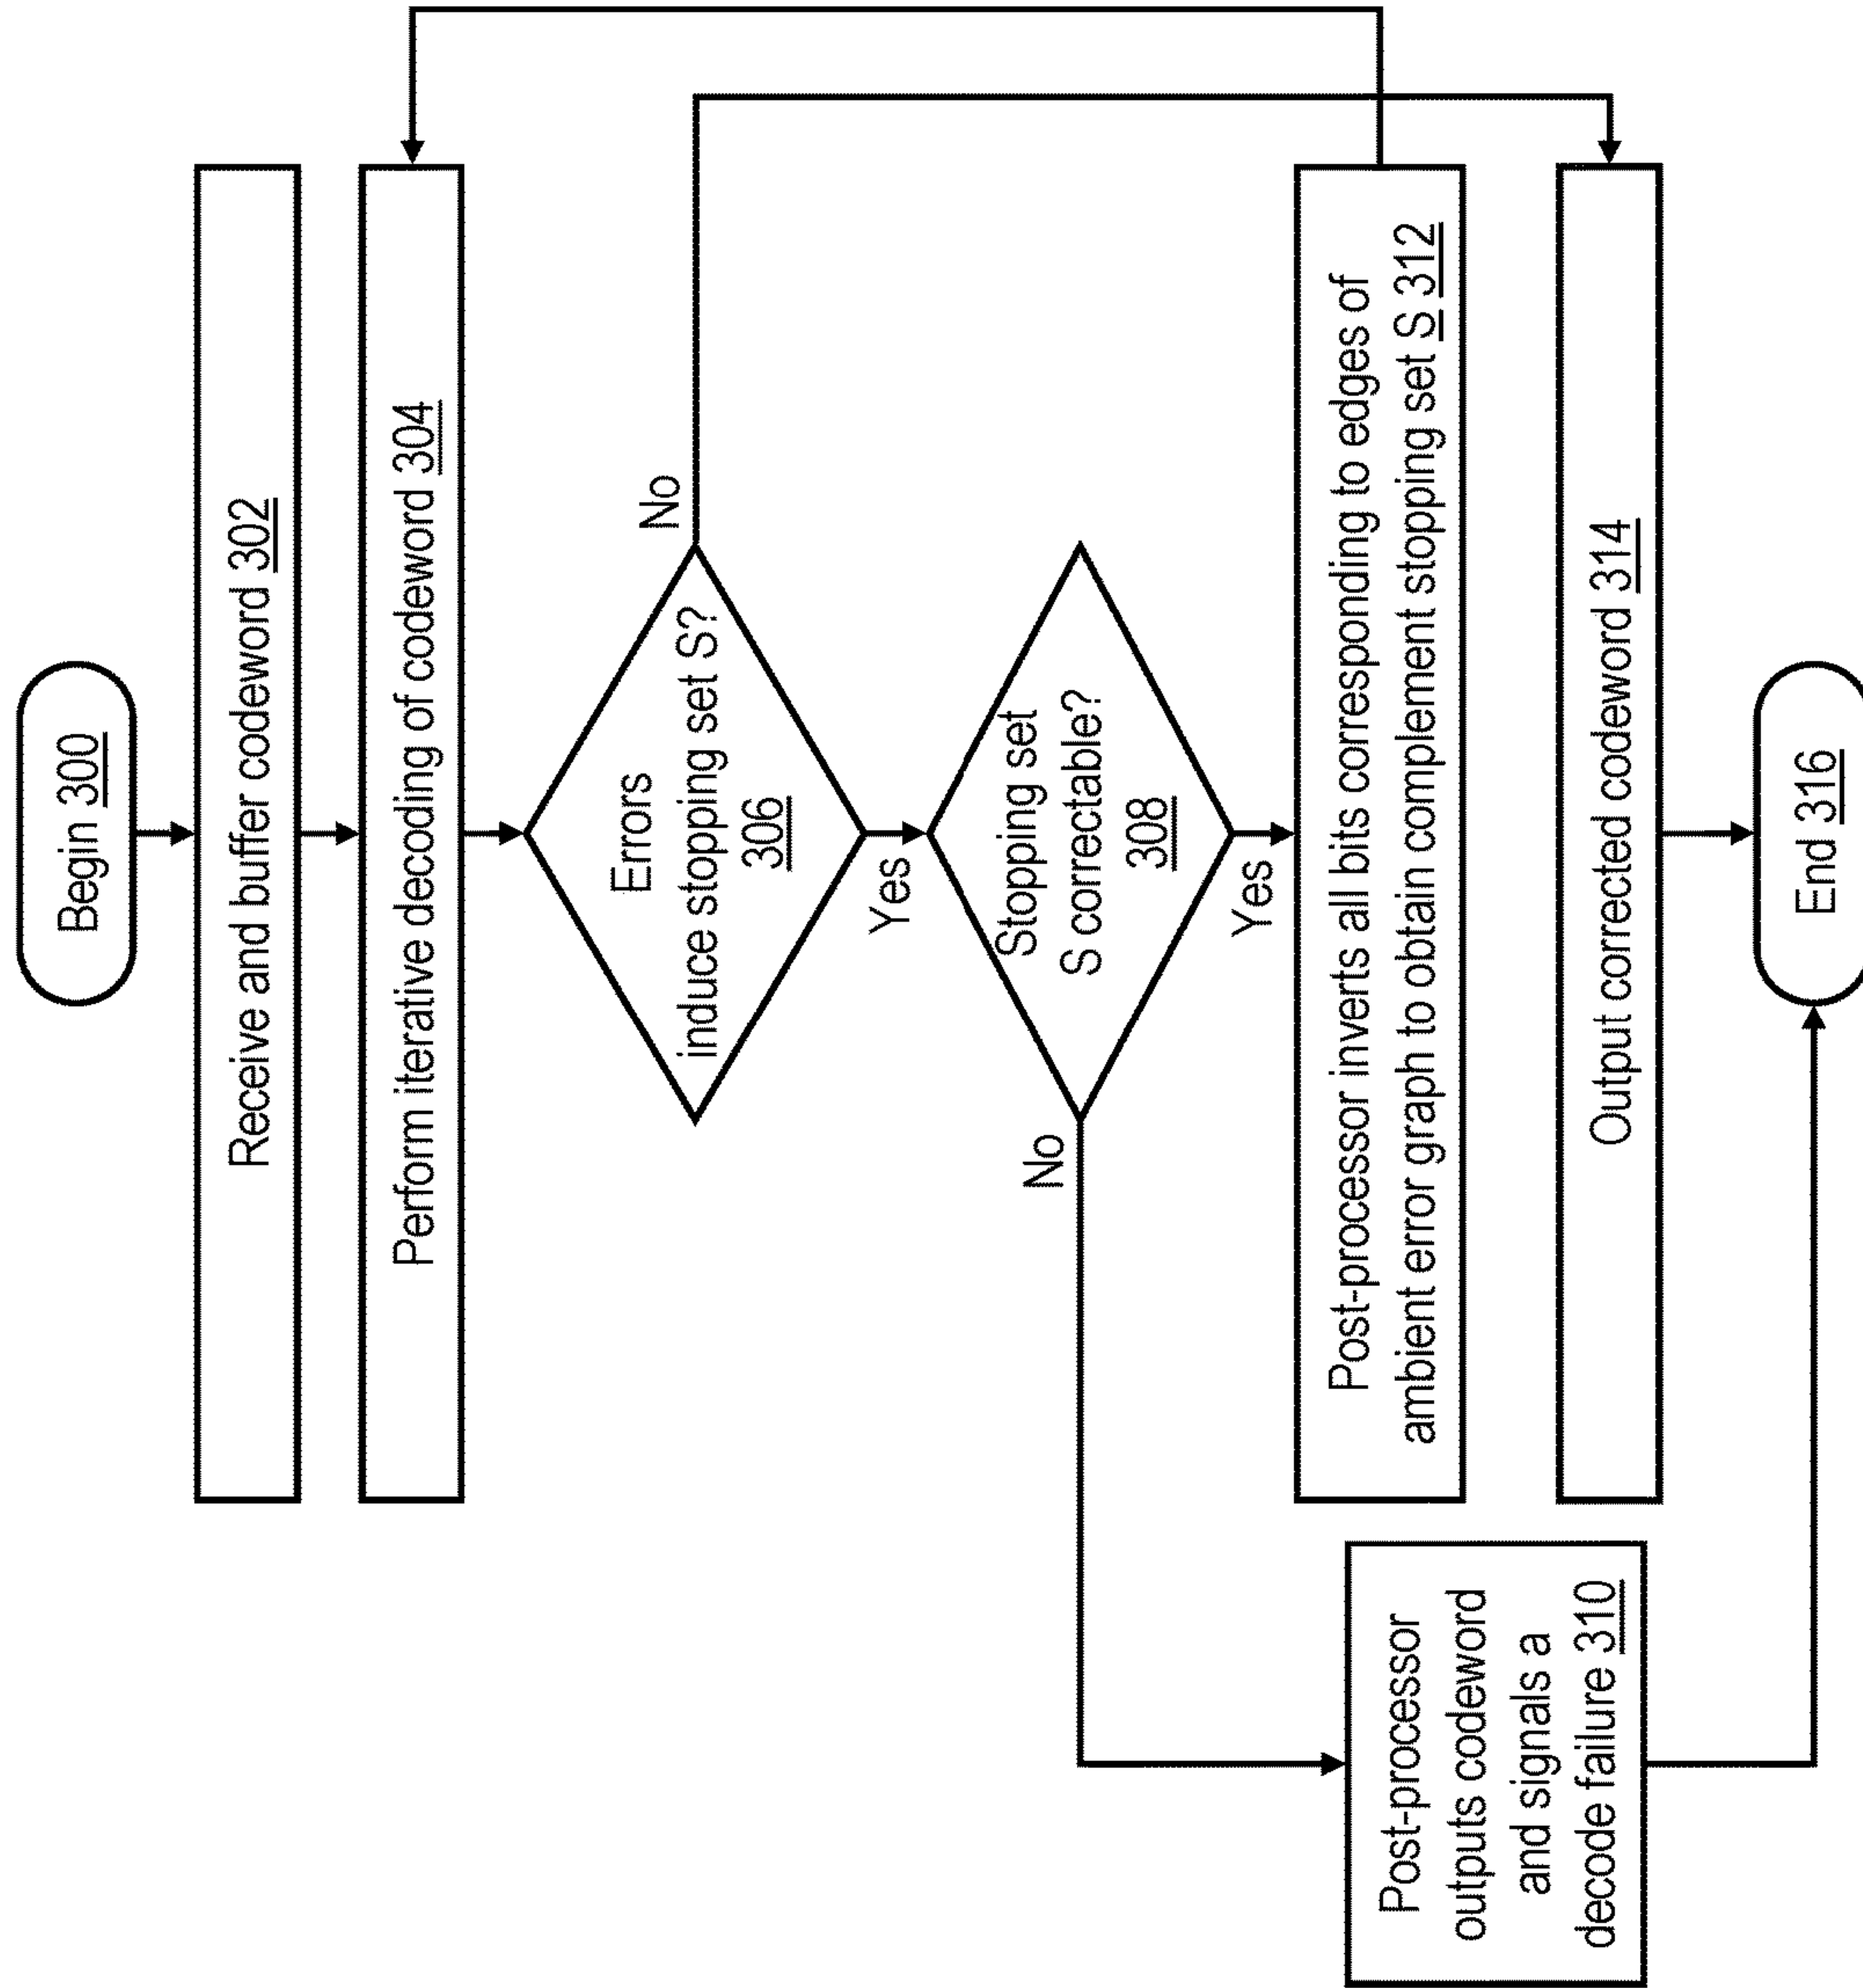 Begin 300
Receive and buffer codeword 302
Perform iterative decoding of codeword 304
Errors
induce stopping set S?
306
No
Yes
Stopping set
S correctable?
308
No
Yes
Post-processor
outputs codeword
and signals a
decode failure 310
Post-processor inverts all bits corresponding to edges of
ambient error graph to obtain complement stopping set S 312
Output corrected codeword 314
End 316